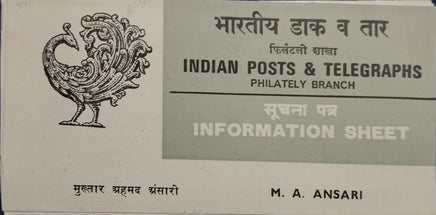 भारतीय डाक व तार
फिलैटली शाखा
INDIAN POSTS & TELEGRAPHS
PHILATELY BRANCH
सूचना पत्र
INFORMATION SHEET
मुख्तार अहमद अंसारी
M. A. ANSARI